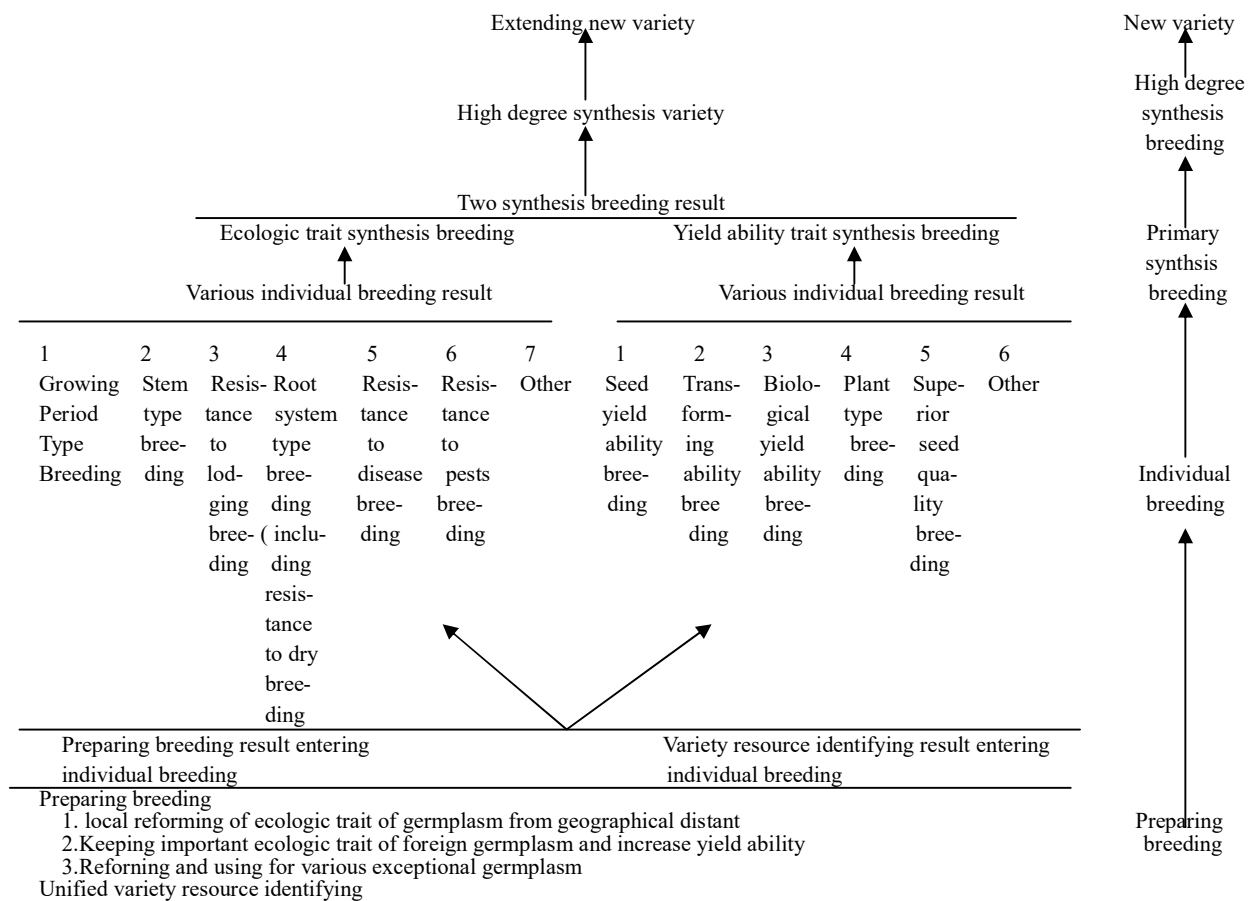 Extending new variety
New variety
High degree synthesis variety
High degree
synthesis
breeding
Two synthesis breeding result
Ecologic trait synthesis breeding
Yield ability trait synthesis breeding
Primary
synthsis
breeding
Various individual breeding result
Various individual breeding result
1
Growing
Period
Type
Breeding
2
Stem
type
bree-
ding
3
Resis-
tance
to
lod-
ging
bree-
ding
4
Root
system
type
bree-
ding
( inclu-
ding
resis-
tance
to dry
bree-
ding
5
Resis-
tance
to
disease
bree-
ding
6
Resis-
tance
to
pests
bree-
ding
7
Other
1
Seed
yield
ability
bree-
ding
2
Trans-
form-
ing
ability
bree
ding
3
Biolo-
gical
yield
ability
bree-
ding
4
Plant
type
bree-
ding
5
Supe-
rior
seed
qua-
lity
bree-
ding
6
Other
Individual
breeding
Preparing breeding result entering
individual breeding
Variety resource identifying result entering
individual breeding
Preparing breeding
1. local reforming of ecologic trait of germplasm from geographical distant
2.Keeping important ecologic trait of foreign germplasm and increase yield ability
3.Reforning and using for various exceptional germplasm
Unified variety resource identifying
Preparing
breeding